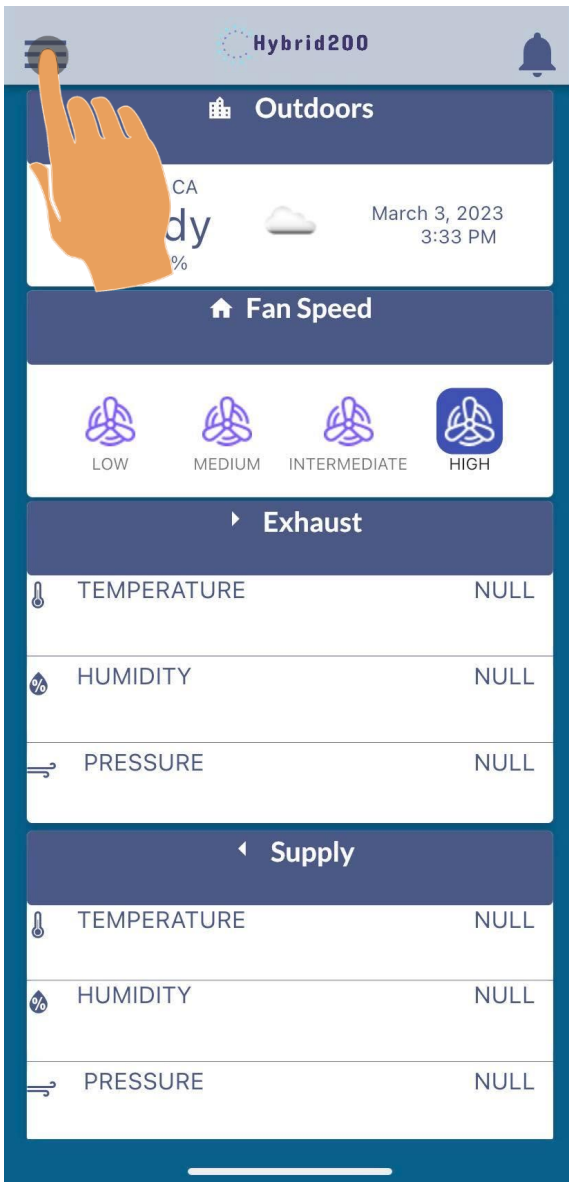 Hybrid200
Outdoors
CA
dy
March 3, 2023
3:33 PM
%
Fan Speed
LOW MEDIUM INTERMEDIATE HIGH
Exhaust
TEMPERATURE NULL
% HUMIDITY NULL
PRESSURE NULL
Supply
TEMPERATURE NULL
% HUMIDITY NULL
PRESSURE NULL